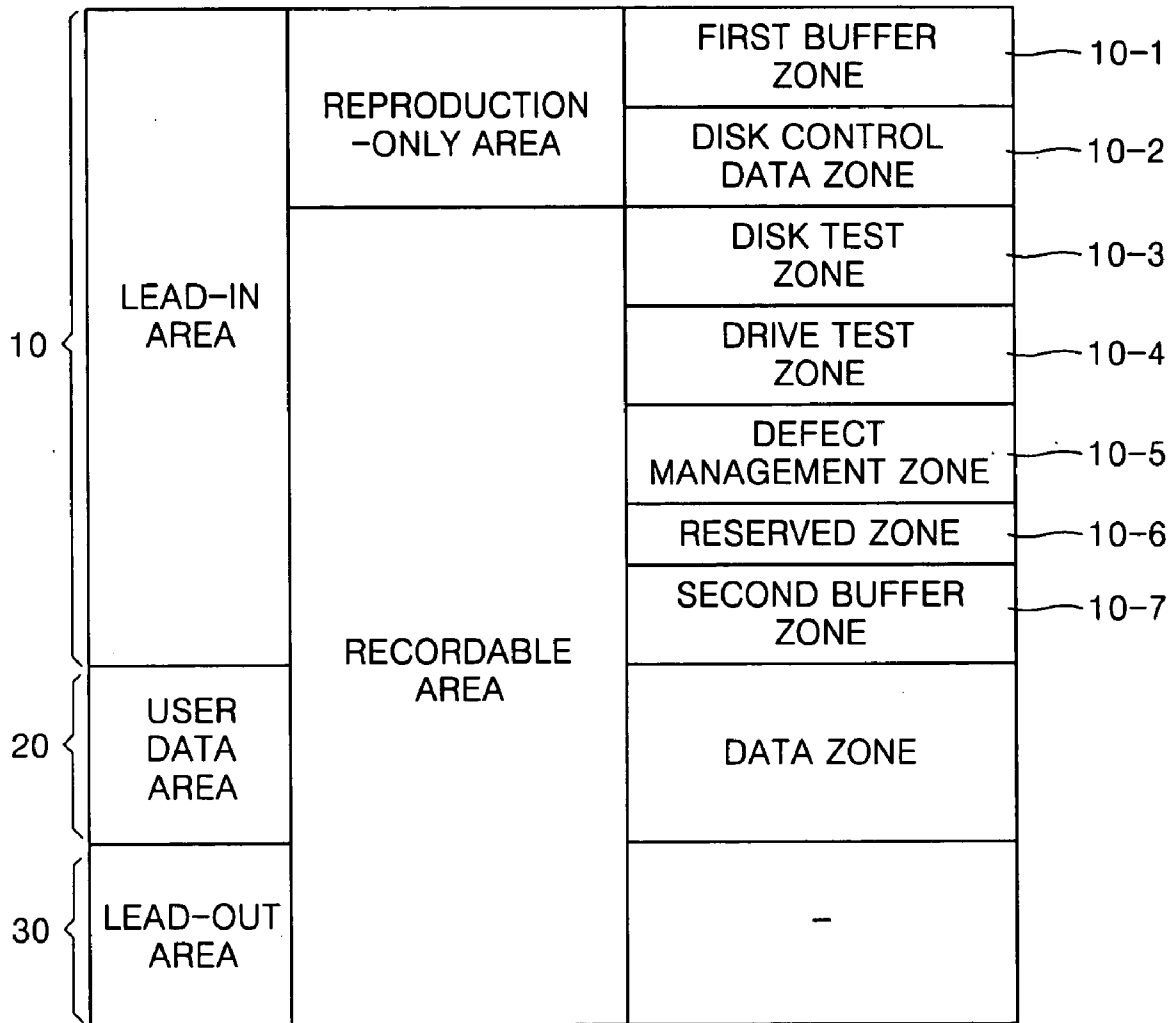 FIRST BUFFER
ZONE
10-1
REPRODUCTION
-ONLY AREA
DISK CONTROL
DATA ZONE
10-2
DISK TEST
ZONE
10-3
10
LEAD-IN
AREA
DRIVE TEST
ZONE
10-4
DEFECT
MANAGEMENT ZONE
10-5
RESERVED ZONE
10-6
SECOND BUFFER
ZONE
10-7
RECORDABLE
AREA
20
USER
DATA
AREA
DATA ZONE
30
LEAD-OUT
AREA
-